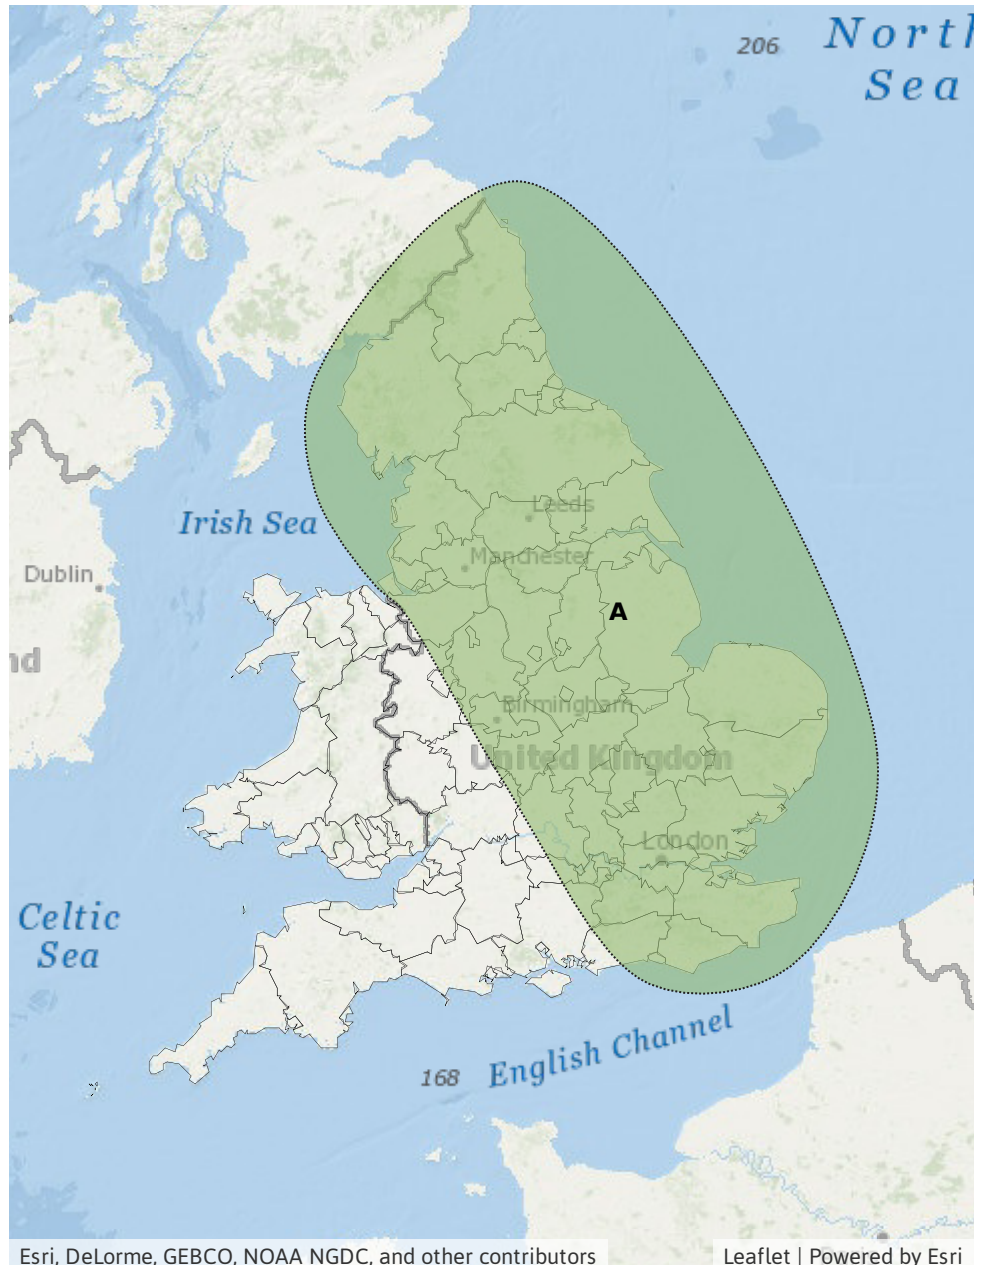 206
North
Sea
Leeds
Irish Sea
Manchester
Dublin
A
nd
Birmingham
United Kingdom
London
Celtic
Sea
English Channel
168
Esri, DeLorme, GEBCO, NOAA NGDC, and other contributors
Leaflet | Powered by Esri